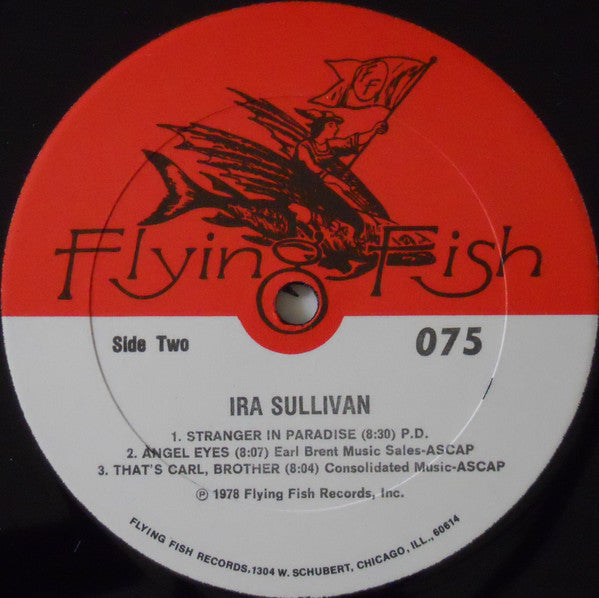 FF
Flying Fish
Side Two
075
IRA SULLIVAN
1. STRANGER IN PARADISE (8:30) P.D.
2. ANGEL EYES (8:07) Earl Brent Music Sales-ASCAP
3. THAT'S CARL, BROTHER (8:04) Consolidated Music-ASCAP
Ⓟ 1978 Flying Fish Records, Inc.
FLYING FISH RECORDS, 1304 W. SCHUBERT, CHICAGO, ILL., 60614